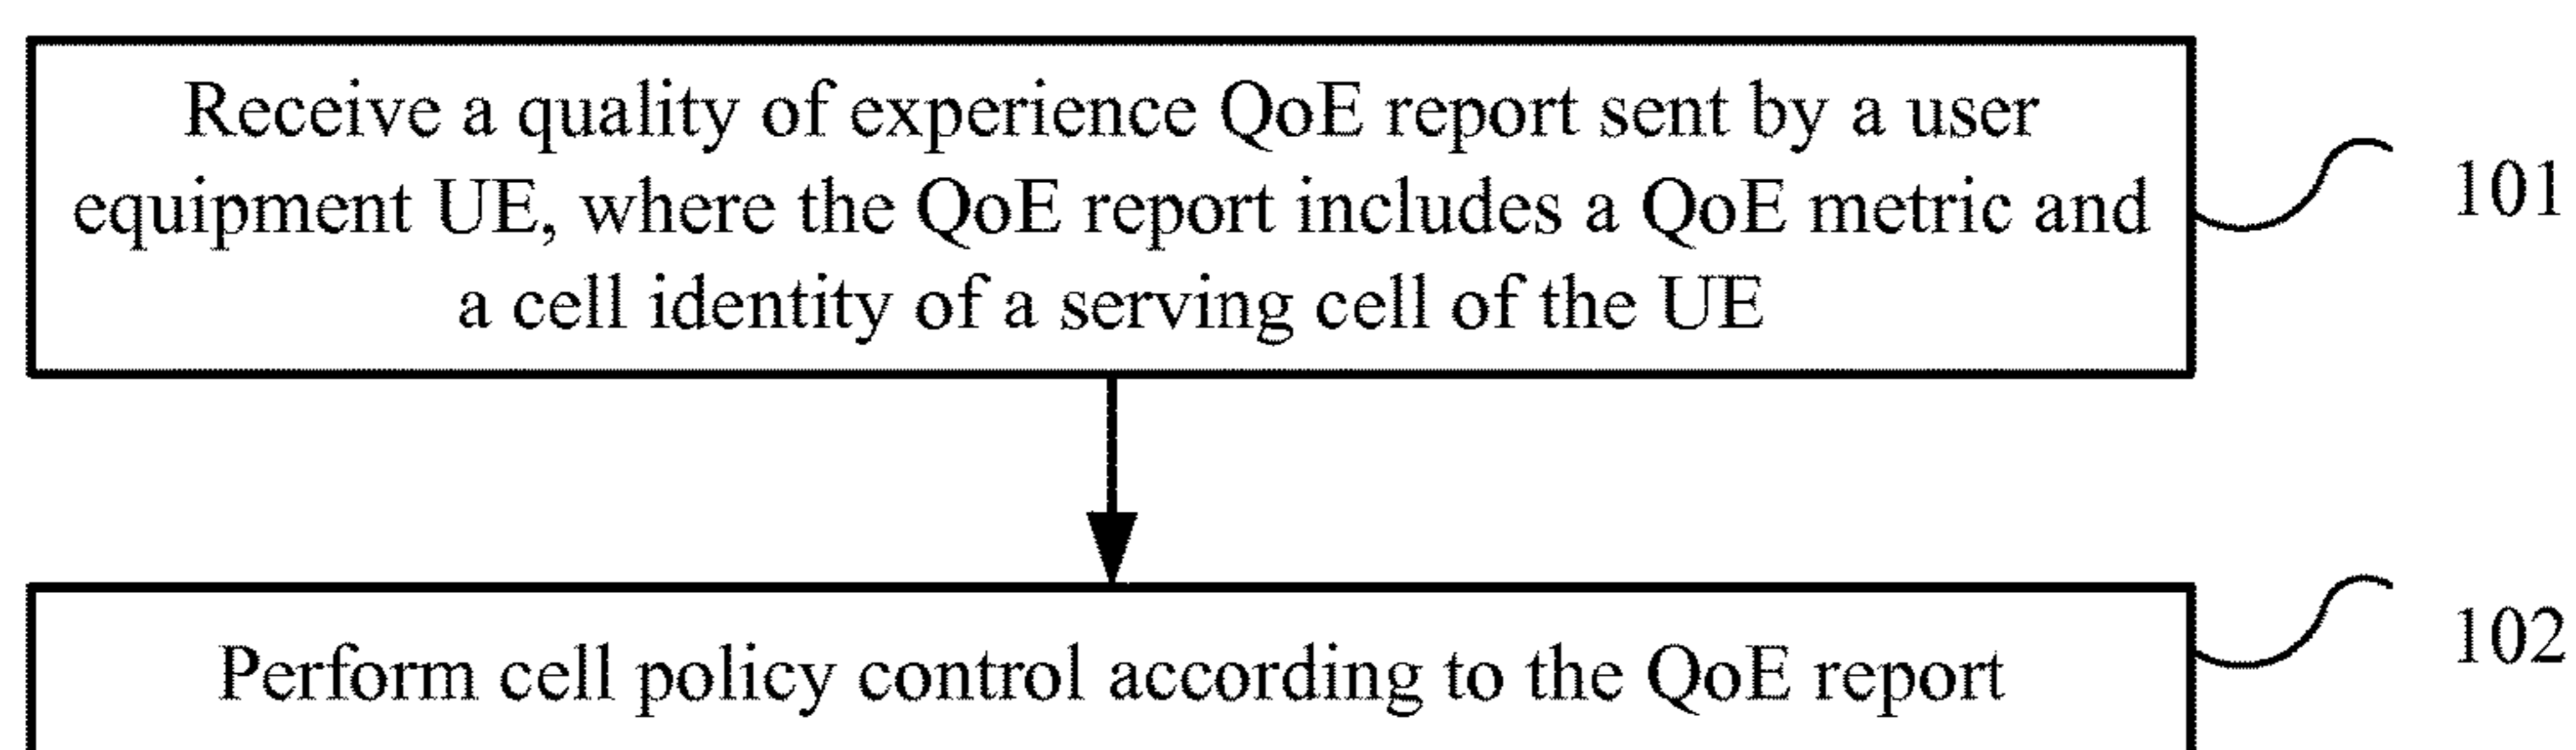 Receive a quality of experience QoE report sent by a user
equipment UE, where the QoE report includes a QoE metric and
a cell identity of a serving cell of the UE
101
Perform cell policy control according to the QoE report
102